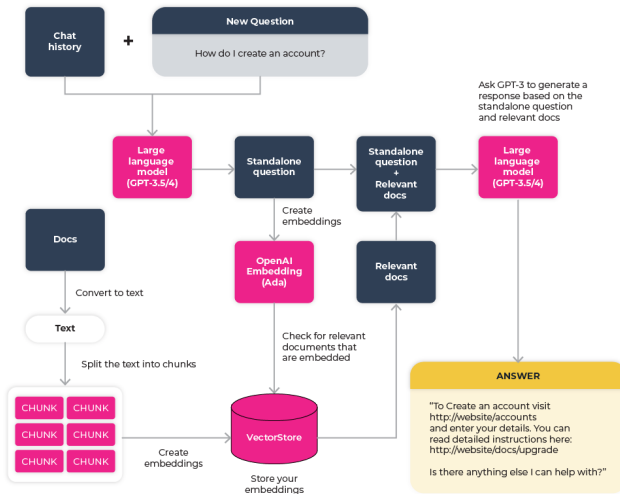 Chat
history
+
New Question
How do I create an account?
Ask GPT-3 to generate a
response based on the
standalone question
and relevant docs
Large
language
model
(GPT-3.5/4)
Standalone
question
Standalone
question
+
Relevant
docs
Large
language
model
(GPT-3.5/4)
Create
embeddings
Docs
OpenAI
Embedding
(Ada)
Relevant
docs
Convert to text
Text
Check for relevant
documents that
are embedded
Split the text into chunks
CHUNK CHUNK
CHUNK CHUNK
CHUNK CHUNK
Create
embeddings
VectorStore
Store your
embeddings
ANSWER
“To Create an account visit
http://website/accounts
and enter your details. You can
read detailed instructions here:
http://website/docs/upgrade
Is there anything else I can help with?”